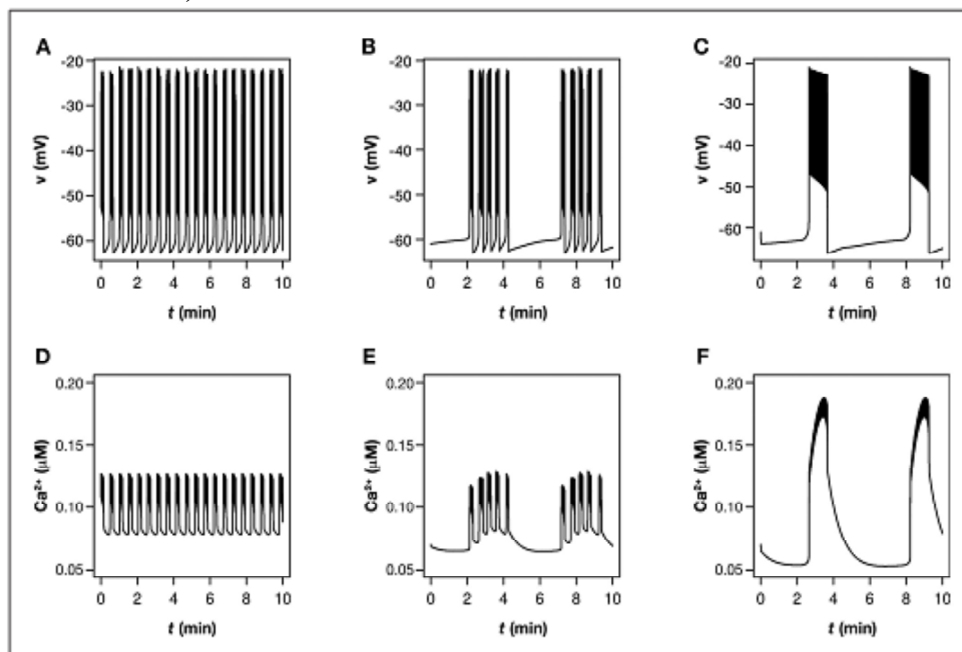 A B C
-20 -20 -20
-30 -30 -30
-40 -40 -40
-50 -50 -50
-60 -60 -60
v (mV) v (mV) v (mV)
0 2 4 6 8 10 0 2 4 6 8 10 0 2 4 6 8 10
t (min) t (min) t (min)
D E F
0.20 0.20 0.20
0.15 0.15 0.15
0.10 0.10 0.10
0.05 0.05 0.05
Ca²⁺ (μM) Ca²⁺ (μM) Ca²⁺ (μM)
0 2 4 6 8 10 0 2 4 6 8 10 0 2 4 6 8 10
t (min) t (min) t (min)